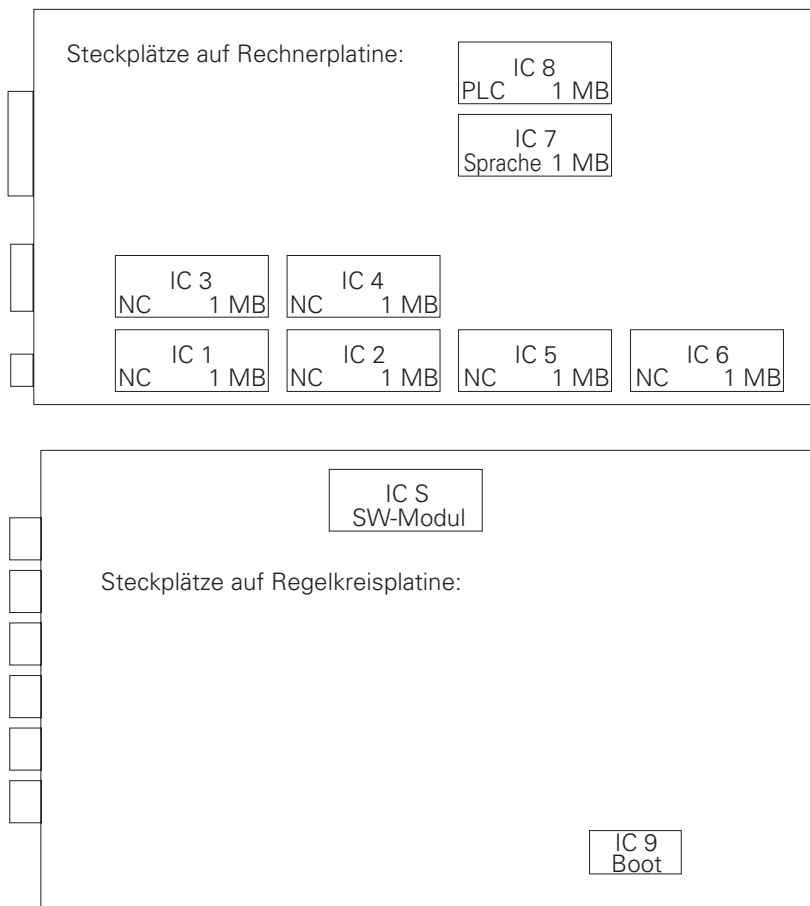 Steckplätze auf Rechnerplatine:
IC 8
PLC 1 MB
IC 7
Sprache 1 MB
IC 3
NC 1 MB
IC 4
NC 1 MB
IC 1
NC 1 MB
IC 2
NC 1 MB
IC 5
NC 1 MB
IC 6
NC 1 MB
IC S
SW-Modul
Steckplätze auf Regelkreisplatine:
IC 9
Boot